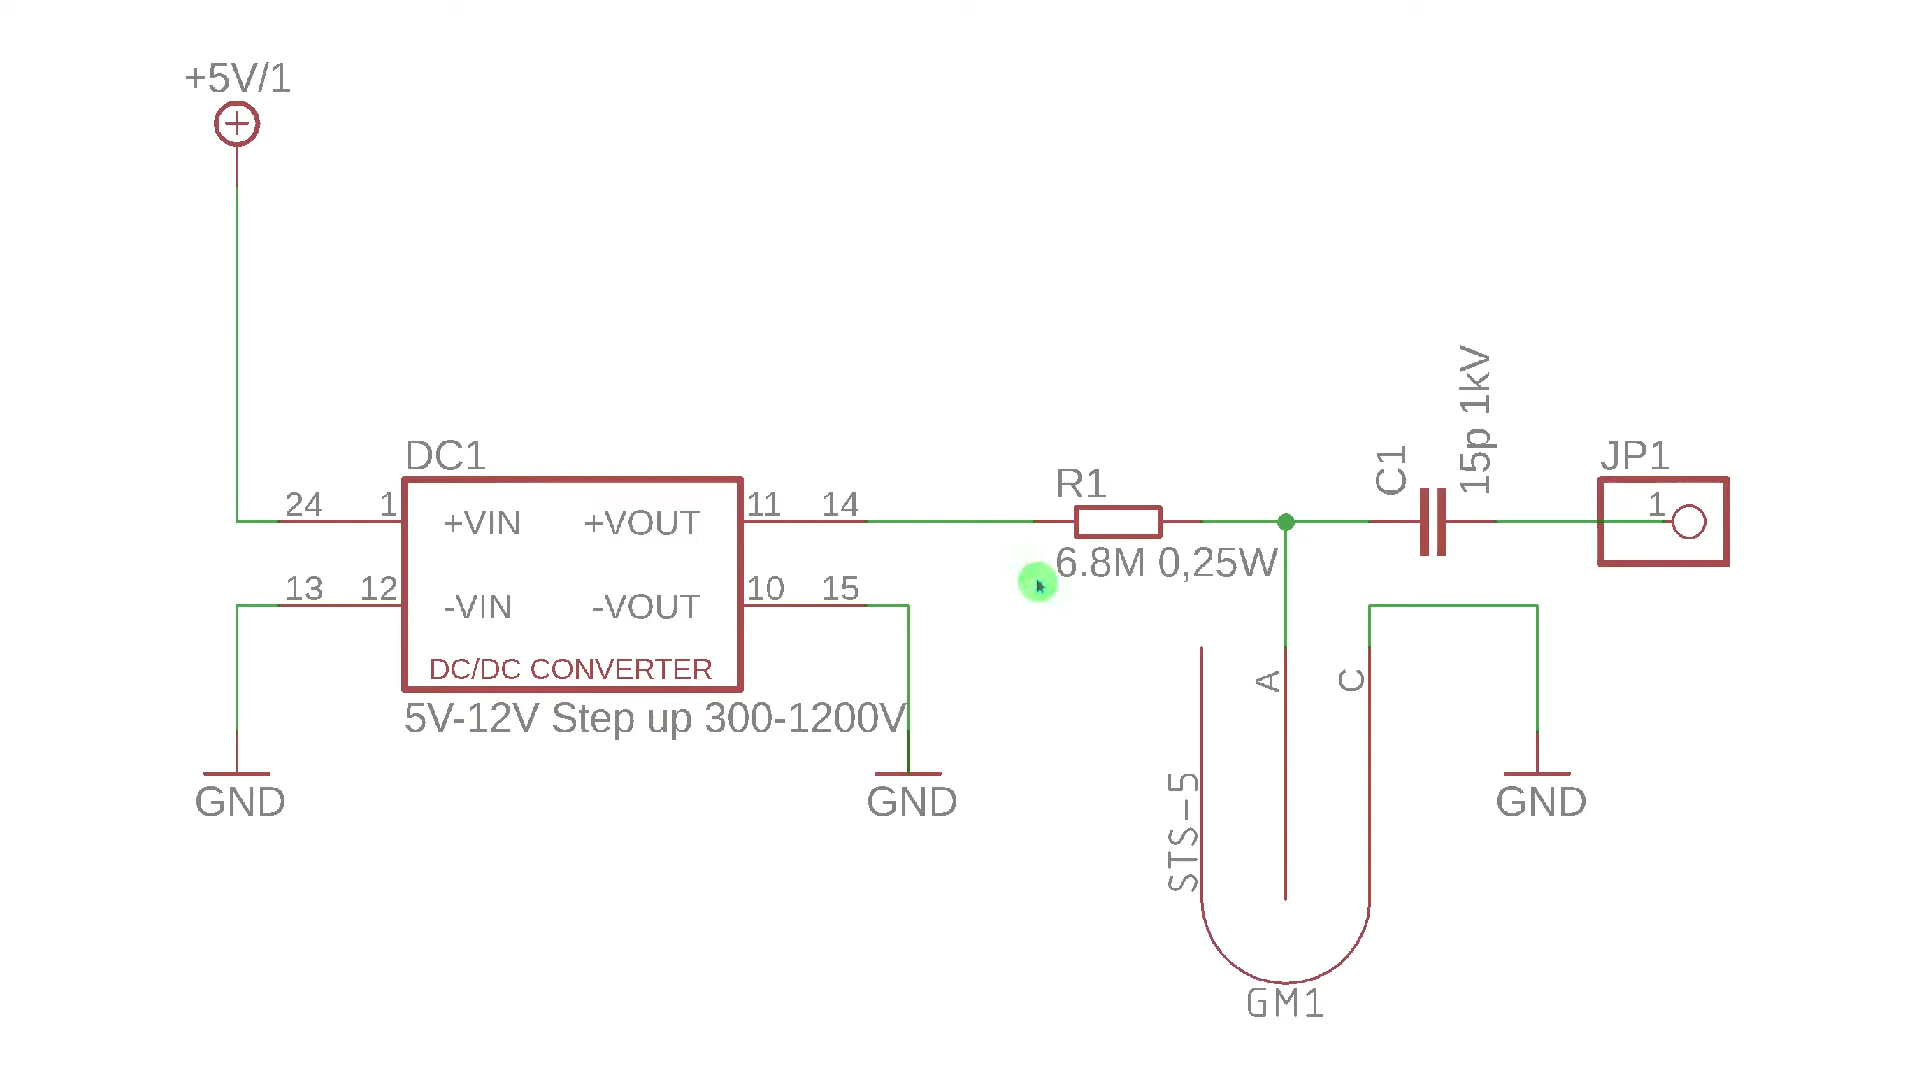 +5V/1
DC1
24 1 +VIN +VOUT 11 14
13 12 -VIN -VOUT 10 15
DC/DC CONVERTER
5V-12V Step up 300-1200V
GND
GND
R1
6.8M 0,25W
C1
15p 1kV
JP1
1
A
C
STS-5
GM1
GND